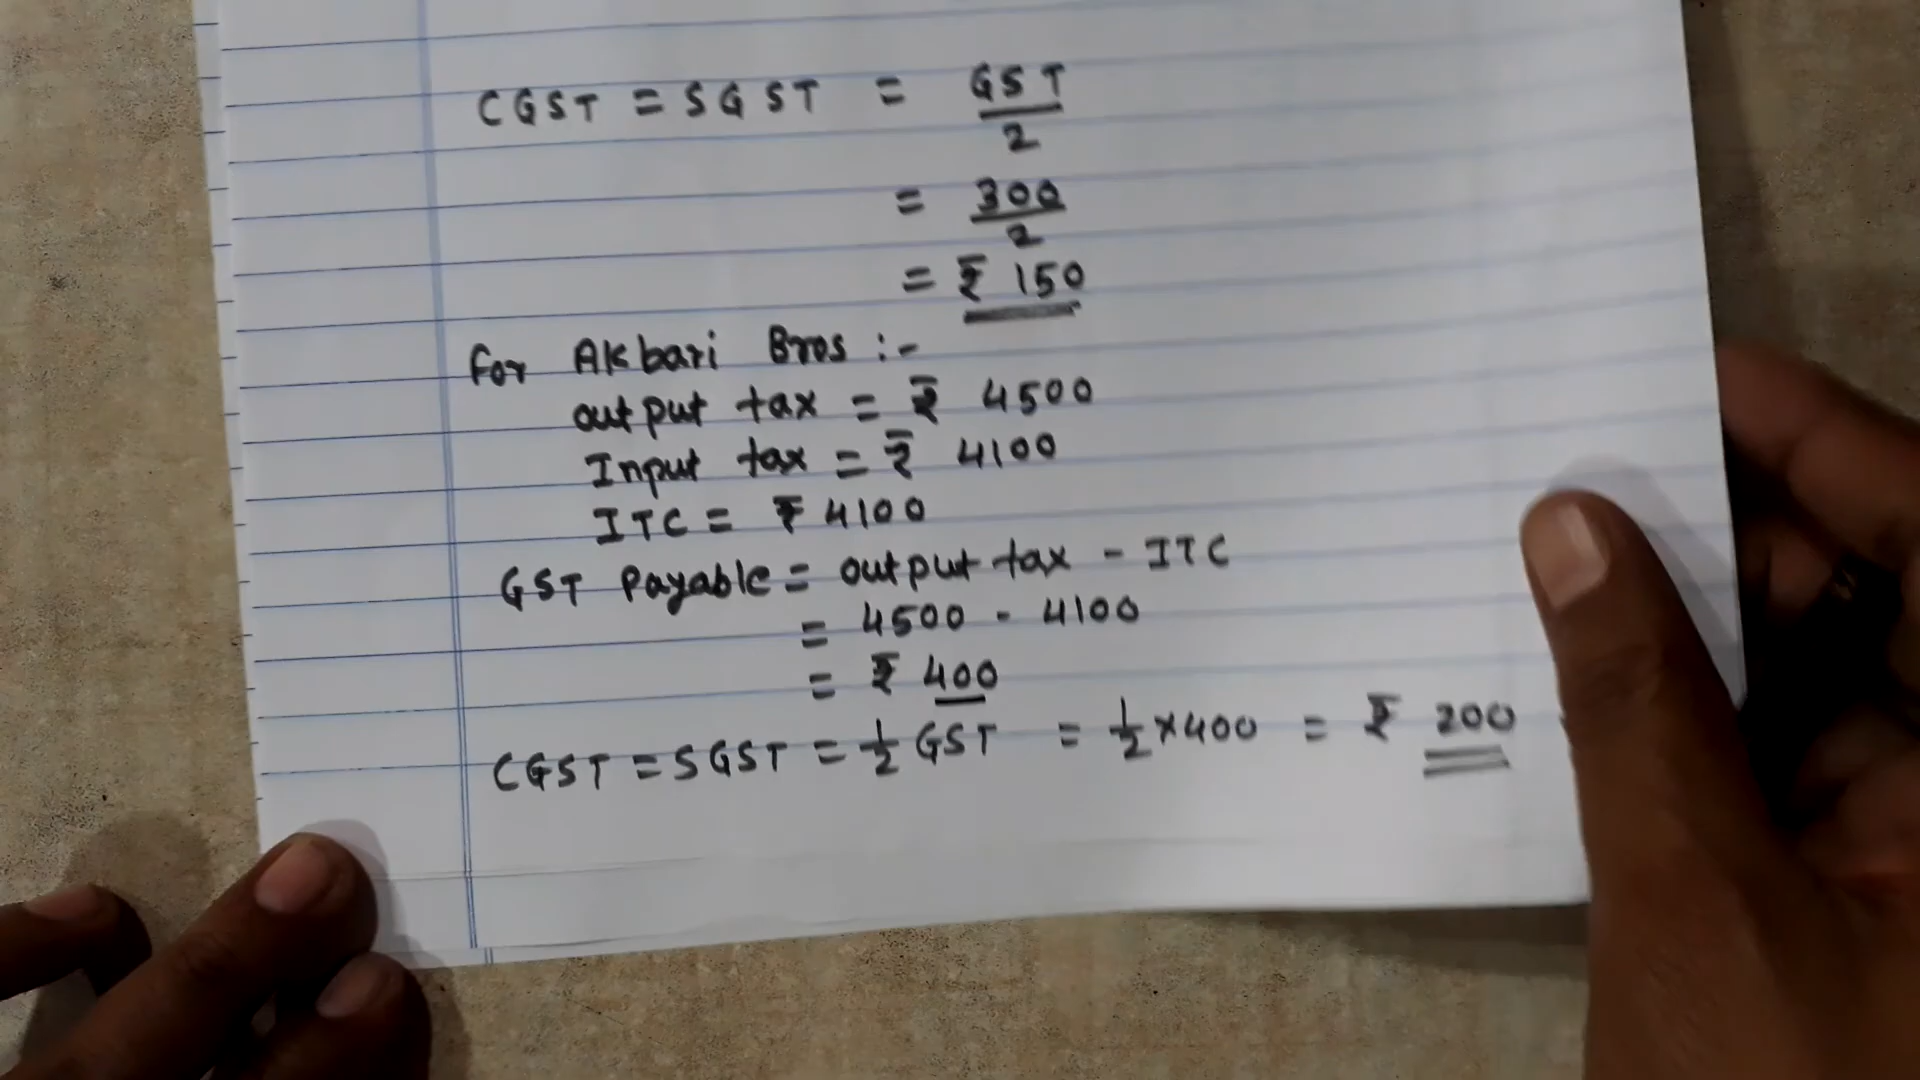 CGST = SGST = GST/2
= 300/2
= ₹ 150
For Akbari Bros :-
output tax = ₹ 4500
Input tax = ₹ 4100
ITC = ₹ 4100
GST Payable = output tax - ITC
= 4500 - 4100
= ₹ 400
CGST = SGST = 1/2 GST = 1/2 × 400 = ₹ 200